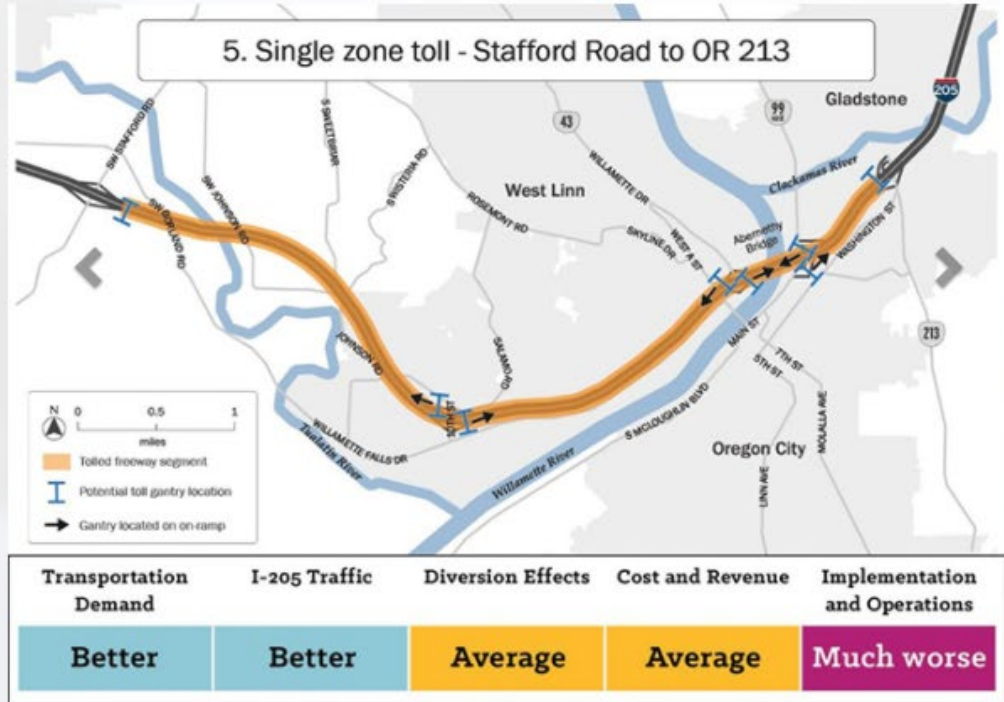 5. Single zone toll - Stafford Road to OR 213
SW STAFFORD RD
S SWEETBRIAR
S WISTERIA RD
43
99
Gladstone
205
SW JOHNSON RD
SW BORLAND RD
WILLAMETTE DR
West Linn
ROSEMONT RD
SKYLINE DR
WEST A ST
Clackamas River
Abernethy
Bridge
WASHINGTON ST
213
JOHNSON RD
SALAMO RD
10TH ST
MAIN ST
7TH ST
5TH ST
S MCLOUGHLIN BLVD
MOLALLA AVE
Oregon City
LINN AVE
WILLAMETTE FALLS DR
Tualatin River
Willamette River
N
0 0.5 1
miles
Tolled freeway segment
Potential toll gantry location
Gantry located on on-ramp
Transportation
Demand
I-205 Traffic
Diversion Effects
Cost and Revenue
Implementation
and Operations
Better
Better
Average
Average
Much worse